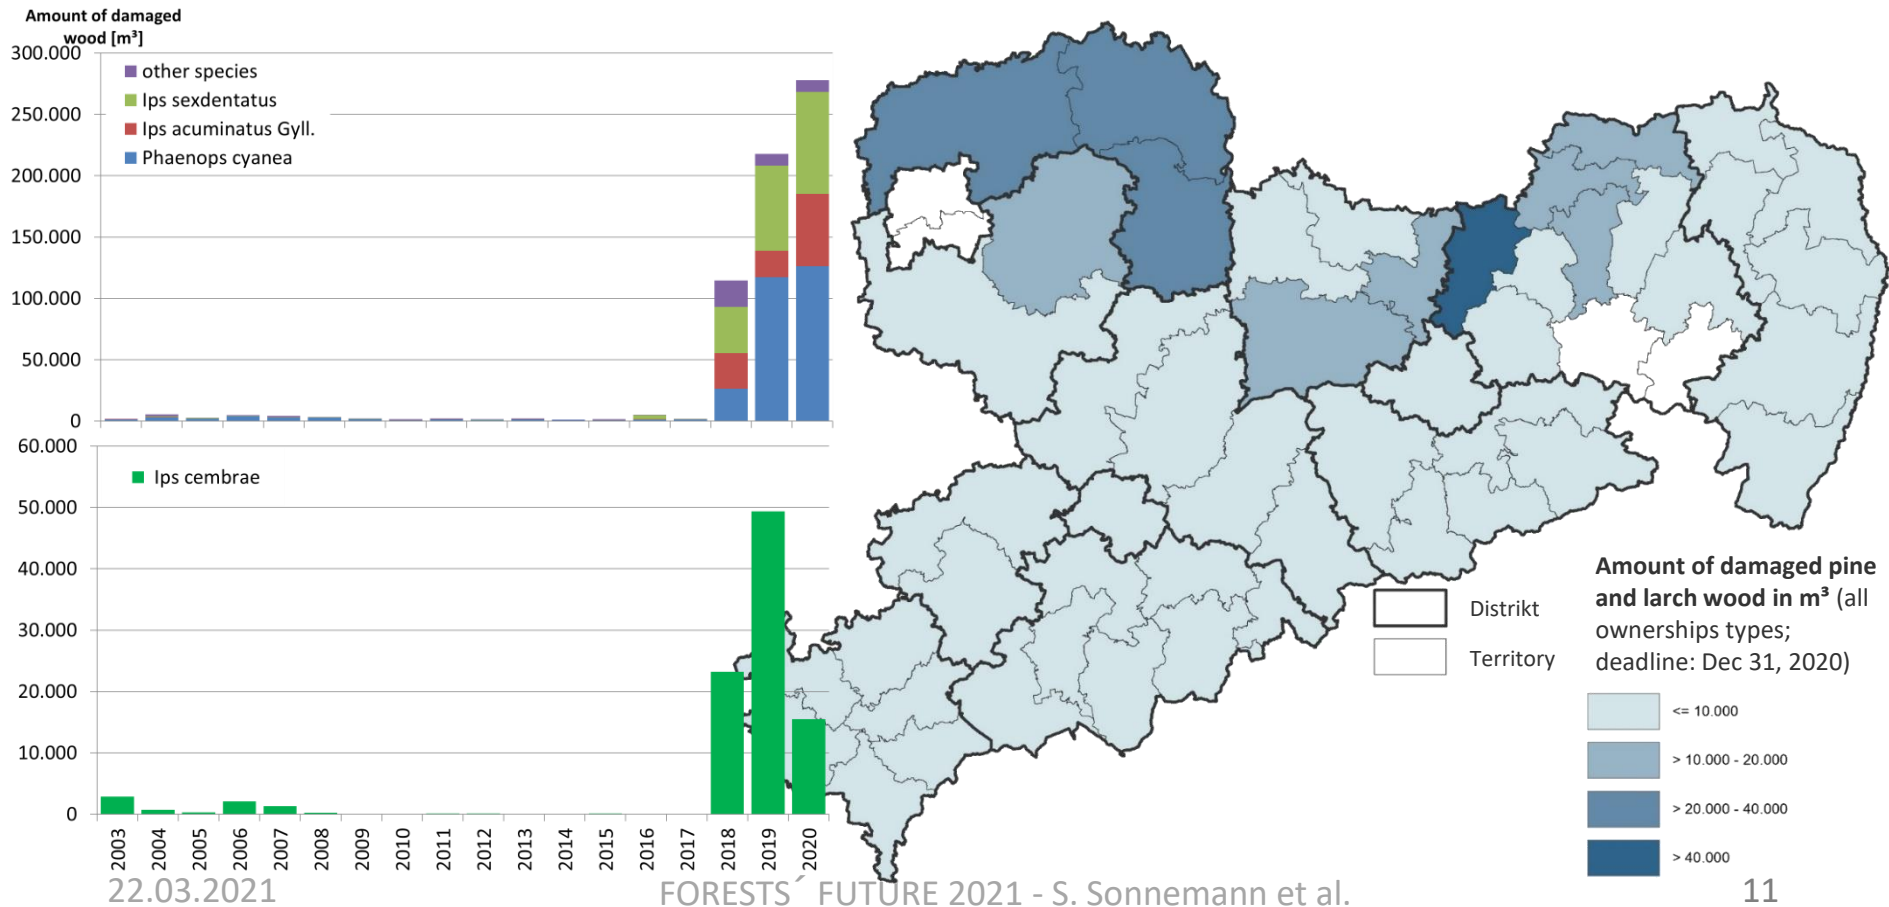 Amount of damaged
wood [m³]
300.000
250.000
200.000
150.000
100.000
50.000
0
other species
Ips sexdentatus
Ips acuminatus Gyll.
Phaenops cyanea
60.000
50.000
40.000
30.000
20.000
10.000
0
Ips cembrae
2003
2004
2005
2006
2007
2008
2009
2010
2011
2012
2013
2014
2015
2016
2017
2018
2019
2020
Distrikt
Territory
Amount of damaged pine
and larch wood in m³ (all
ownerships types;
deadline: Dec 31, 2020)
<= 10.000
> 10.000 - 20.000
> 20.000 - 40.000
> 40.000
22.03.2021
FORESTS´ FUTURE 2021 - S. Sonnemann et al.
11